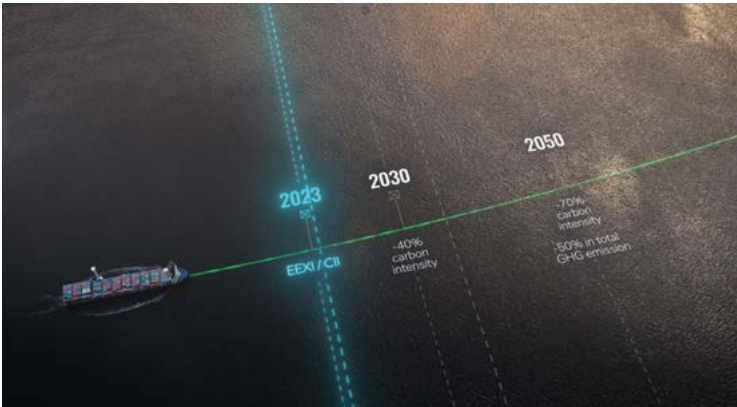 2023
EEXI / CII
2030
-40%
carbon
intensity
2050
-70%
carbon
intensity
-50% in total
GHG emission